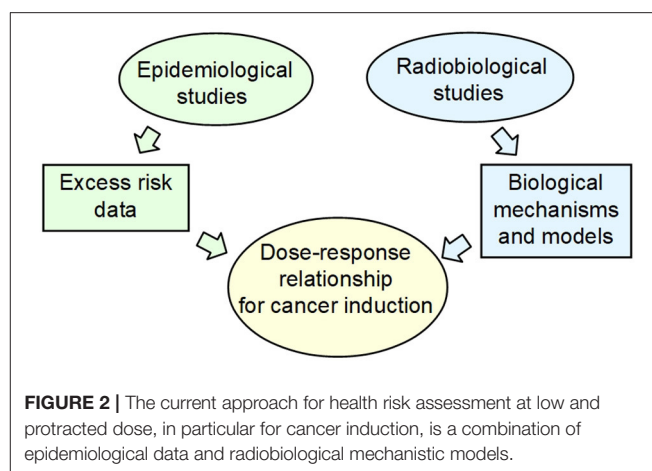 Epidemiological
studies
Radiobiological
studies
Excess risk
data
Biological
mechanisms
and models
Dose-response
relationship
for cancer induction
FIGURE 2 | The current approach for health risk assessment at low and
protracted dose, in particular for cancer induction, is a combination of
epidemiological data and radiobiological mechanistic models.